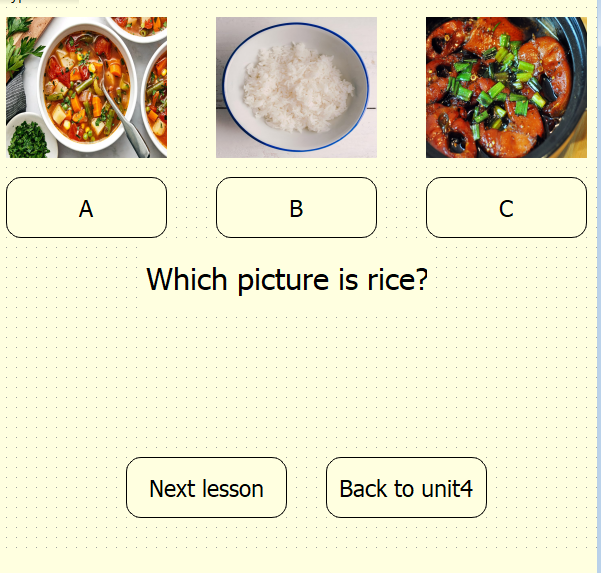 A
B
C
Which picture is rice?
Next lesson
Back to unit4